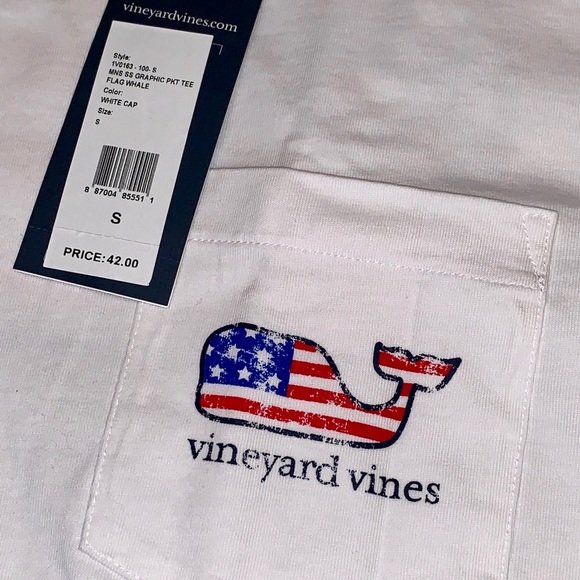 vineyardvines.com
Style:
1V0163 - 100- S
MNS SS GRAPHIC PKT TEE
FLAG WHALE
Color:
WHITE CAP
Size:
S
8 87004 85551 1
S
PRICE: 42.00
vineyard vines